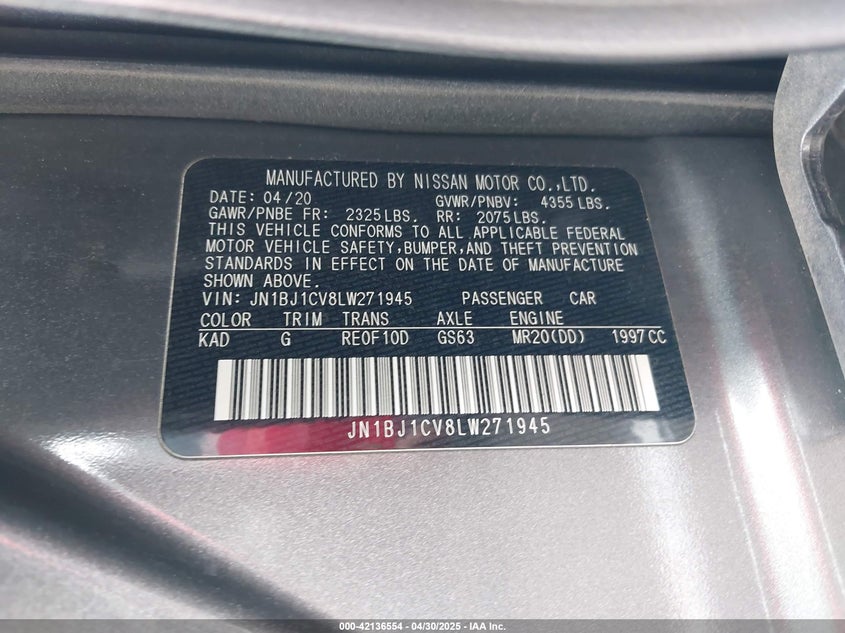 MANUFACTURED BY NISSAN MOTOR CO.,LTD.
DATE: 04/20 GVWR/PNBV: 4355 LBS.
GAWR/PNBE FR: 2325 LBS. RR: 2075 LBS.
THIS VEHICLE CONFORMS TO ALL APPLICABLE FEDERAL
MOTOR VEHICLE SAFETY, BUMPER, AND THEFT PREVENTION
STANDARDS IN EFFECT ON THE DATE OF MANUFACTURE
SHOWN ABOVE.
VIN: JN1BJ1CV8LW271945 PASSENGER CAR
COLOR TRIM TRANS AXLE ENGINE
KAD G RE0F10D GS63 MR20(DD) 1997CC
JN1BJ1CV8LW271945
000-42136554 — 04/30/2025 — IAA Inc.